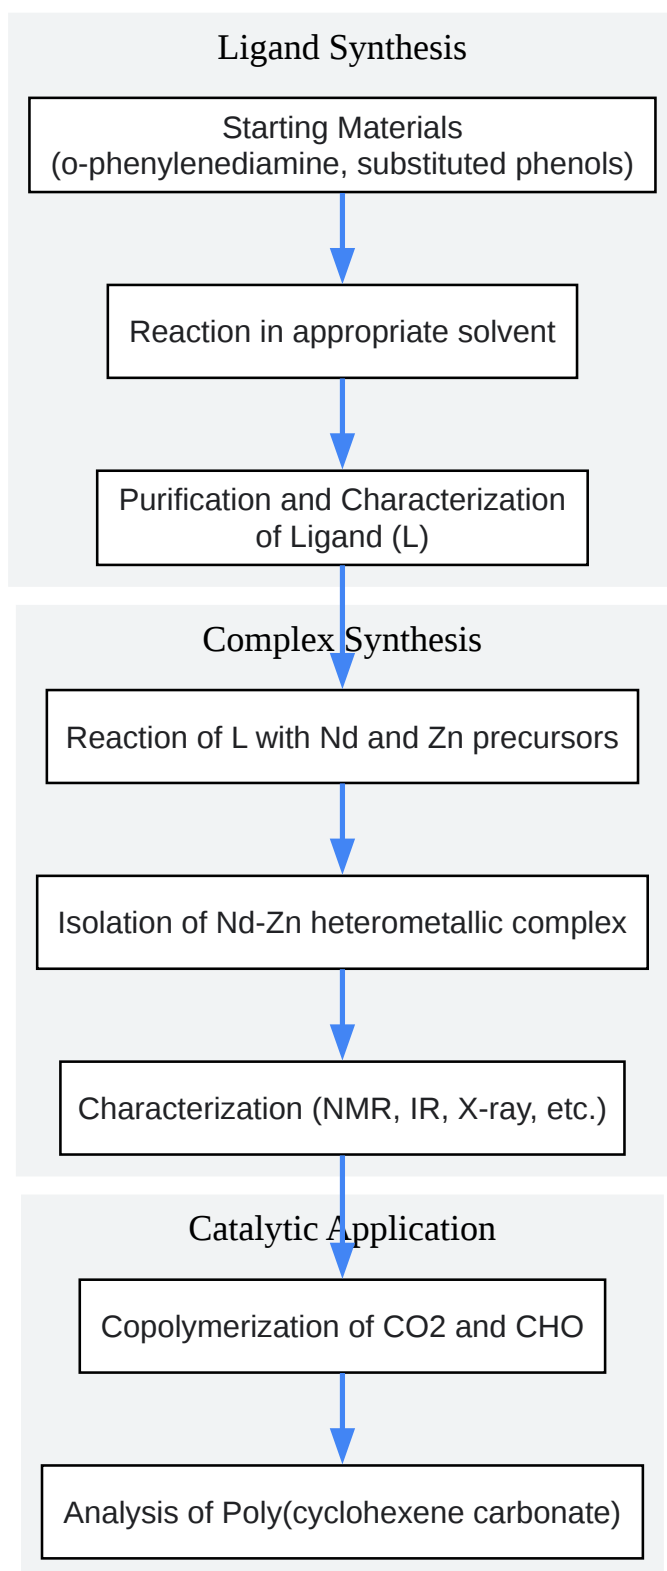 Ligand Synthesis
Starting Materials
(o-phenylenediamine, substituted phenols)
Reaction in appropriate solvent
Purification and Characterization
of Ligand (L)
Complex Synthesis
Reaction of L with Nd and Zn precursors
Isolation of Nd-Zn heterometallic complex
Characterization (NMR, IR, X-ray, etc.)
Catalytic Application
Copolymerization of CO2 and CHO
Analysis of Poly(cyclohexene carbonate)